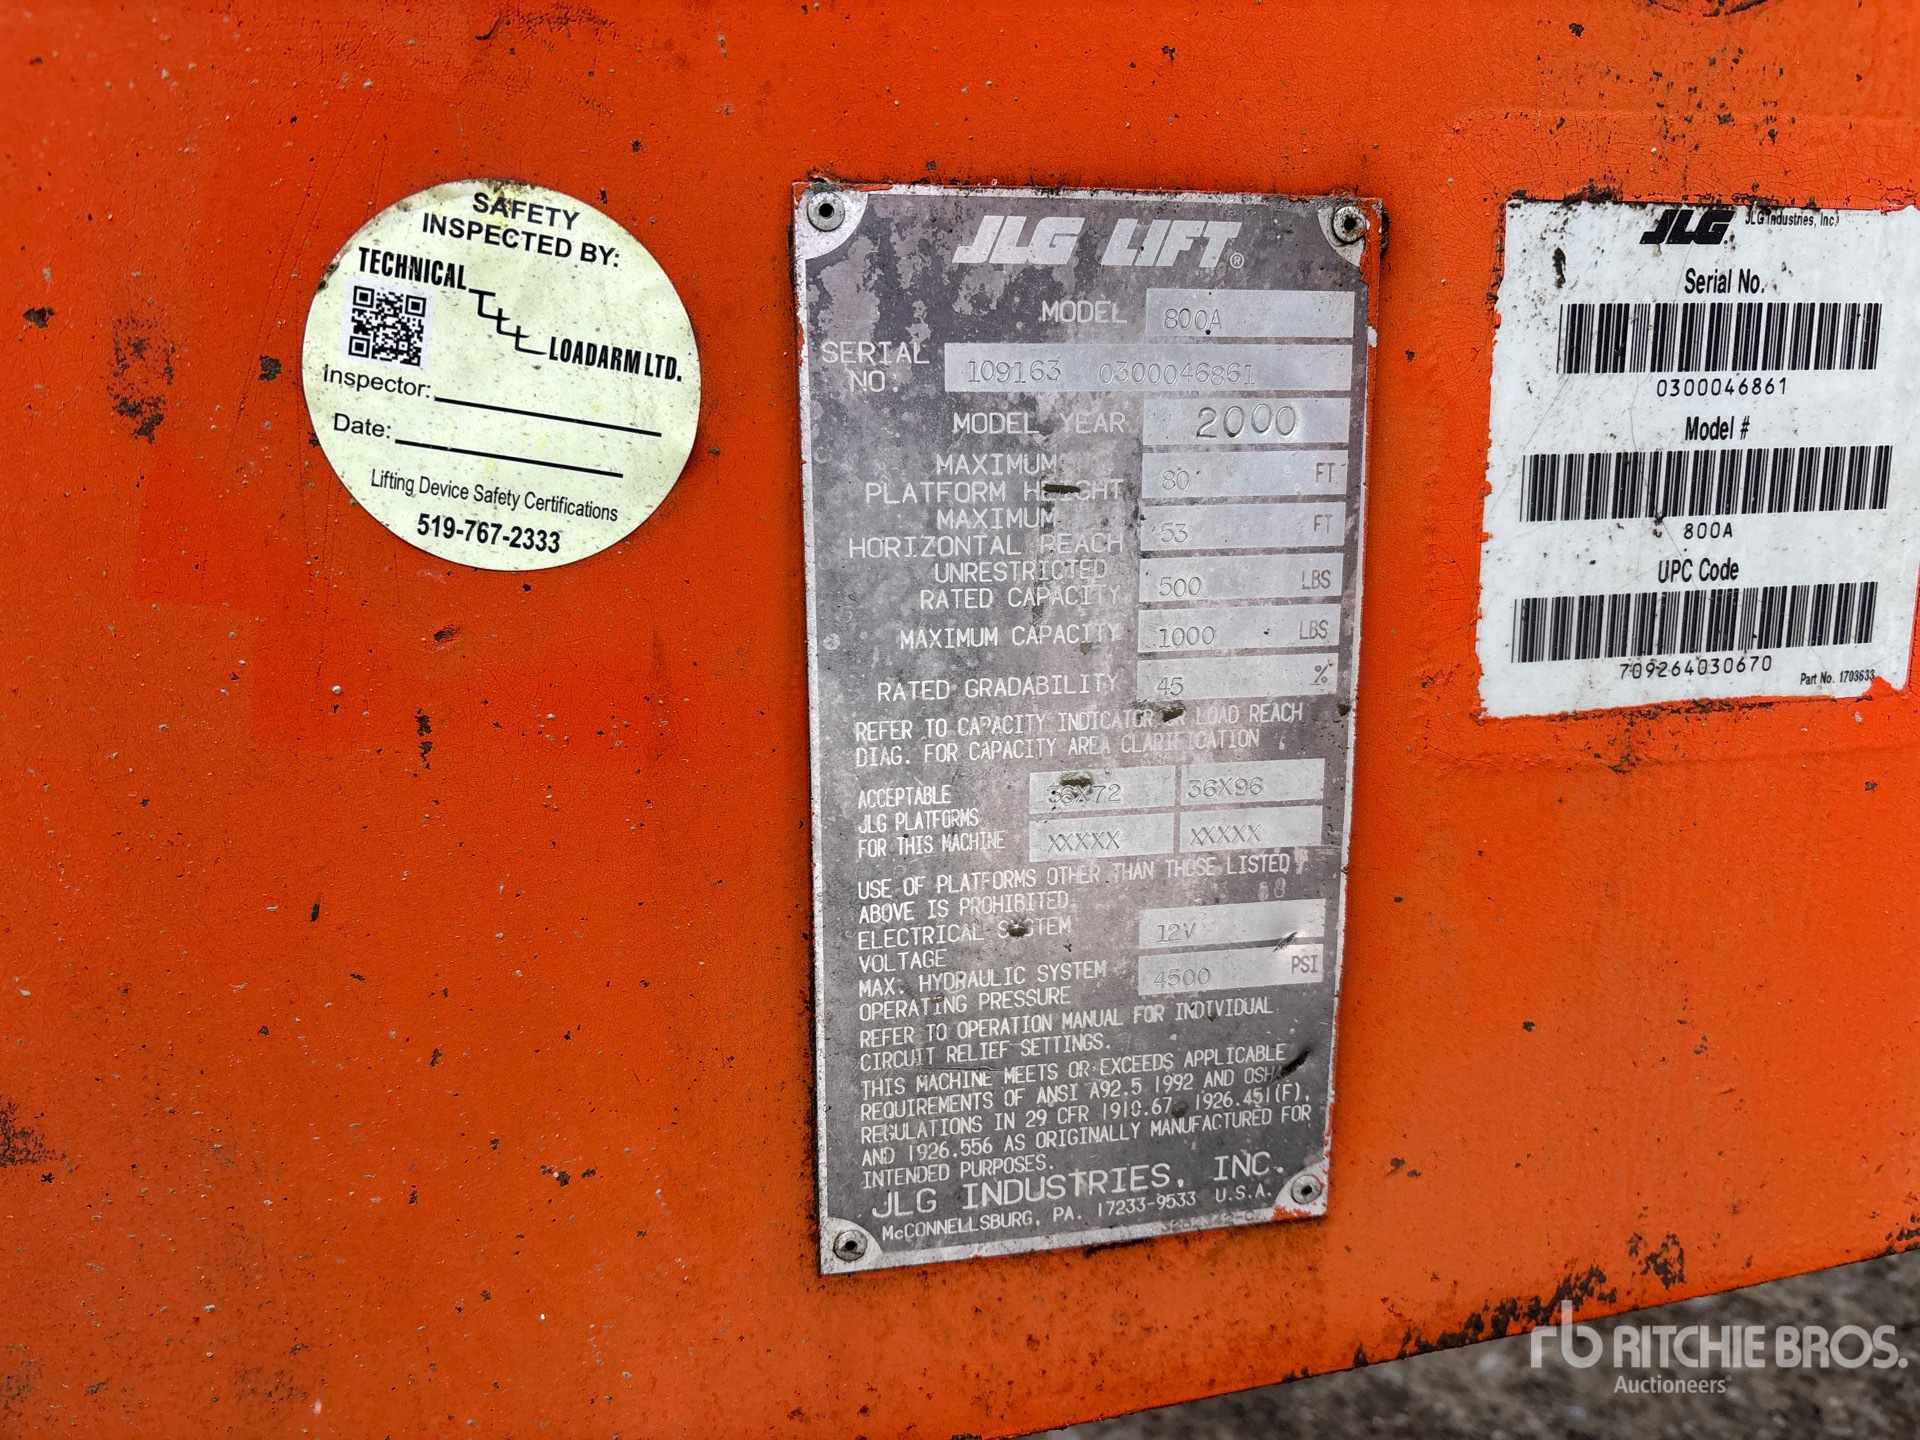 SAFETY
INSPECTED BY:
TECHNICAL
LOADARM LTD.
Inspector:
Date:
Lifting Device Safety Certifications
519-767-2333
JLG LIFT®
MODEL 800A
SERIAL NO. 109163 0300046861
MODEL YEAR 2000
MAXIMUM
PLATFORM HEIGHT 80 FT
MAXIMUM
HORIZONTAL REACH 53 FT
UNRESTRICTED
RATED CAPACITY 500 LBS
MAXIMUM CAPACITY 1000 LBS
RATED GRADABILITY 45 %
REFER TO CAPACITY INDICATOR OR LOAD REACH
DIAG. FOR CAPACITY AREA CLARIFICATION
ACCEPTABLE 36X72 36X96
JLG PLATFORMS
FOR THIS MACHINE XXXXX XXXXX
USE OF PLATFORMS OTHER THAN THOSE LISTED
ABOVE IS PROHIBITED.
ELECTRICAL SYSTEM 12V
VOLTAGE
MAX. HYDRAULIC SYSTEM 4500 PSI
OPERATING PRESSURE
REFER TO OPERATION MANUAL FOR INDIVIDUAL
CIRCUIT RELIEF SETTINGS.
THIS MACHINE MEETS OR EXCEEDS APPLICABLE
REQUIREMENTS OF ANSI A92.5 1992 AND OSHA
REGULATIONS IN 29 CFR 1910.67, 1926.451(F),
AND 1926.556 AS ORIGINALLY MANUFACTURED FOR
INTENDED PURPOSES.
JLG INDUSTRIES, INC.
McCONNELLSBURG, PA. 17233-9533 U.S.A.
JLG JLG Industries, Inc.
Serial No.
0300046861
Model #
800A
UPC Code
709264030670
Part No. 1703633
rb RITCHIE BROS.
Auctioneers